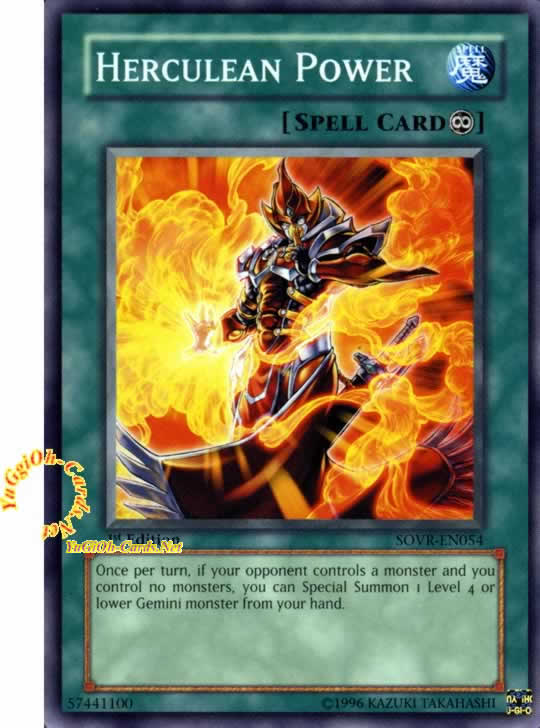 HERCULEAN POWER
魔
[SPELL CARD∞]
YuGgiOh-Cards.Net
1st Edition
SOVR-EN054
YuGiOh-Cards.Net
Once per turn, if your opponent controls a monster and you
control no monsters, you can Special Summon 1 Level 4 or
lower Gemini monster from your hand.
57441100
©1996 KAZUKI TAKAHASHI